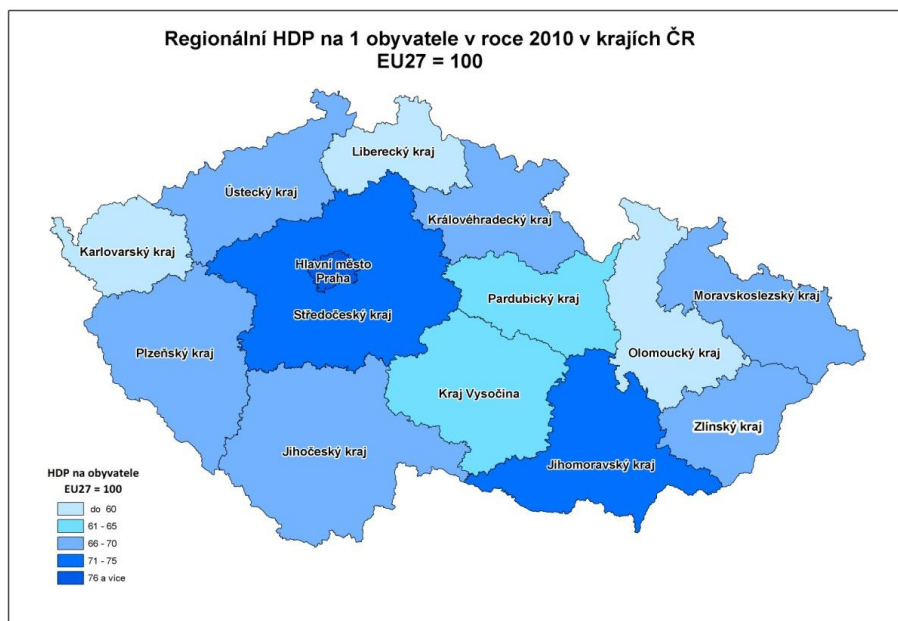 Regionální HDP na 1 obyvatele v roce 2010 v krajích ČR
EU27 = 100
Liberecký kraj
Ústecký kraj
Královéhradecký kraj
Karlovarský kraj
Hlavní město
Praha
Pardubický kraj
Moravskoslezský kraj
Středočeský kraj
Plzeňský kraj
Olomoucký kraj
Kraj Vysočina
Zlínský kraj
Jihočeský kraj
Jihomoravský kraj
HDP na obyvatele
EU27 = 100
do 60
61 - 65
66 - 70
71 - 75
76 a více